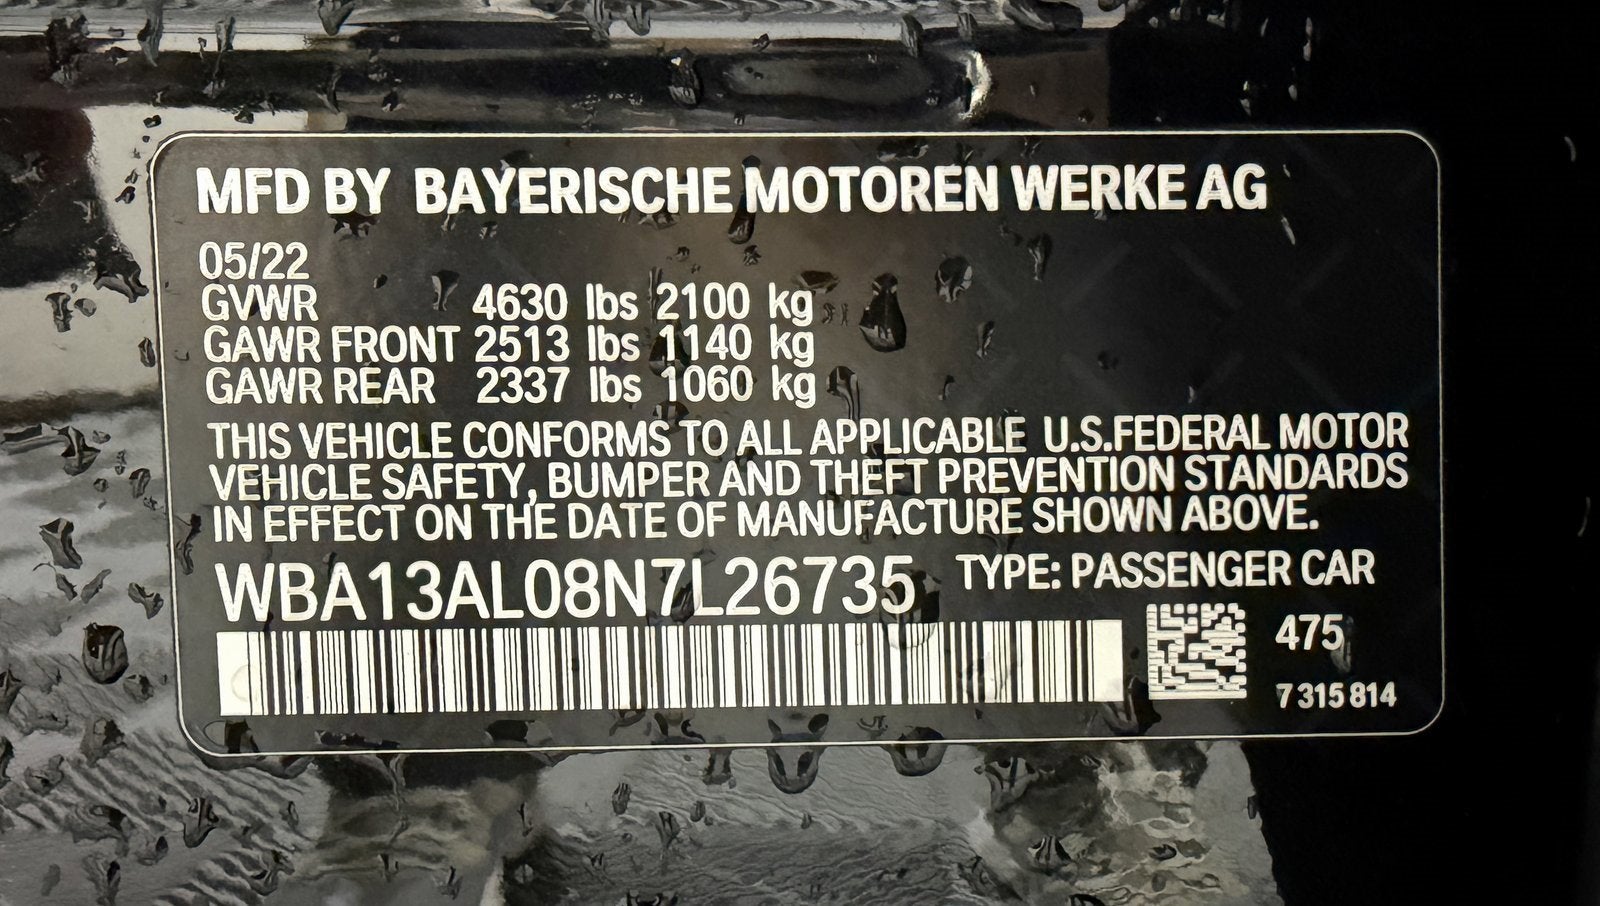 MFD BY BAYERISCHE MOTOREN WERKE AG
05/22
GVWR 4630 lbs 2100 kg
GAWR FRONT 2513 lbs 1140 kg
GAWR REAR 2337 lbs 1060 kg
THIS VEHICLE CONFORMS TO ALL APPLICABLE U.S.FEDERAL MOTOR
VEHICLE SAFETY, BUMPER AND THEFT PREVENTION STANDARDS
IN EFFECT ON THE DATE OF MANUFACTURE SHOWN ABOVE.
WBA13AL08N7L26735 TYPE: PASSENGER CAR
475
7 315 814